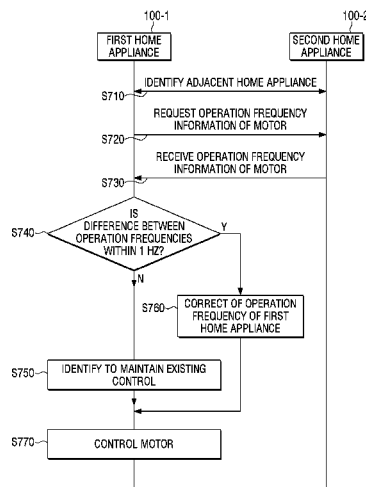 100-1
100-2
FIRST HOME
APPLIANCE
SECOND HOME
APPLIANCE
IDENTIFY ADJACENT HOME APPLIANCE
S710
REQUEST OPERATION FREQUENCY
INFORMATION OF MOTOR
S720
RECEIVE OPERATION FREQUENCY
INFORMATION OF MOTOR
S730
IS
DIFFERENCE BETWEEN
OPERATION FREQUENCIES
WITHIN 1 HZ?
S740
Y
N
CORRECT OF OPERATION
FREQUENCY OF FIRST
HOME APPLIANCE
S760
IDENTIFY TO MAINTAIN EXISTING
CONTROL
S750
CONTROL MOTOR
S770